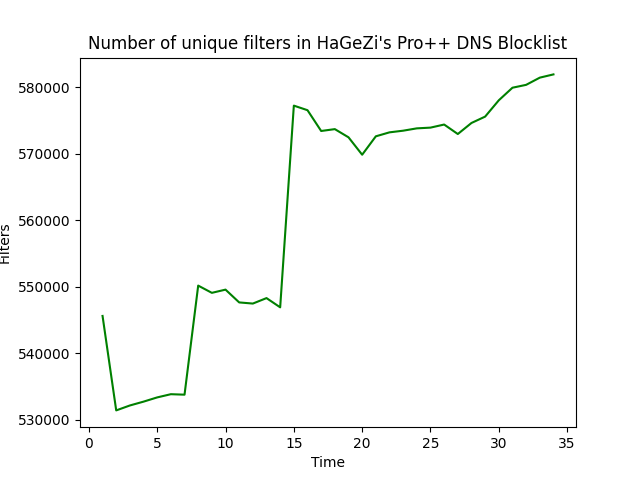 Number of unique filters in HaGeZi's Pro++ DNS Blocklist
580000
570000
560000
550000
540000
530000
Filters
0 5 10 15 20 25 30 35
Time